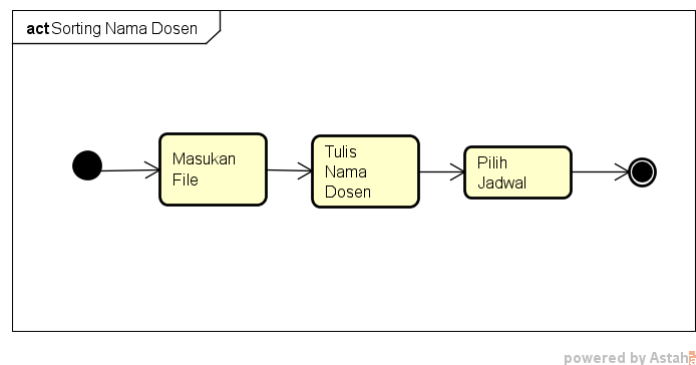 act Sorting Nama Dosen
Masukan
File
Tulis
Nama
Dosen
Pilih
Jadwal
powered by Astah